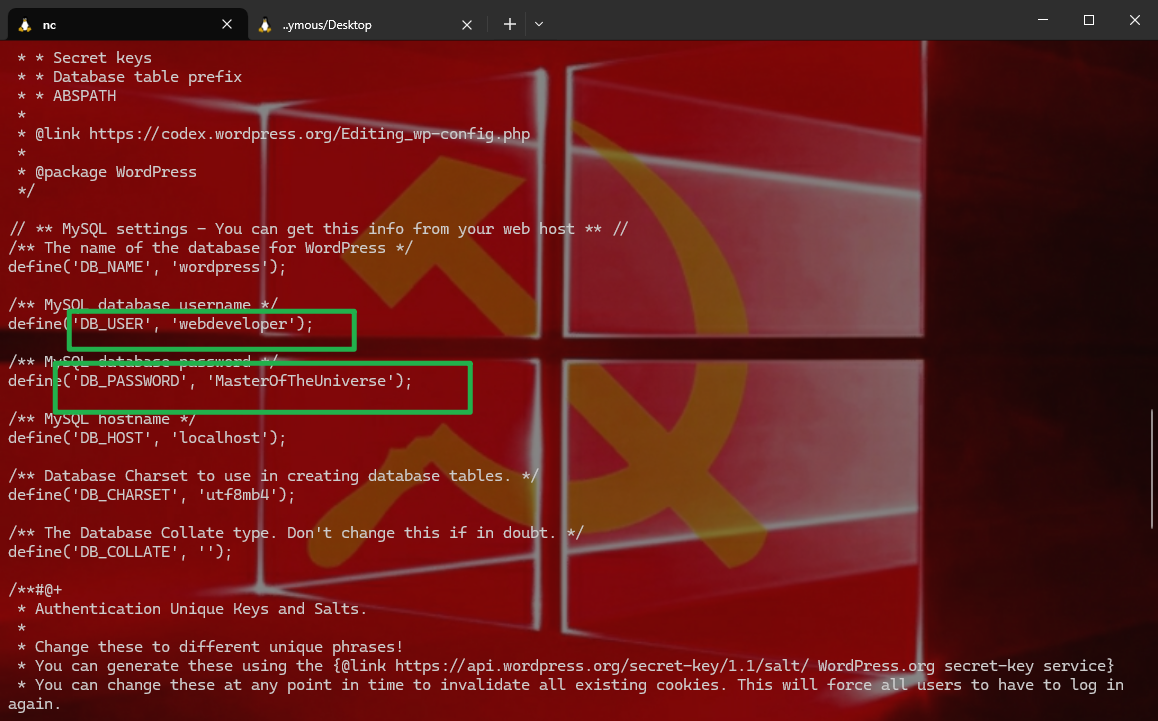 nc
..ymous/Desktop
 * * Secret keys
 * * Database table prefix
 * * ABSPATH
 *
 * @link https://codex.wordpress.org/Editing_wp-config.php
 *
 * @package WordPress
 */
// ** MySQL settings - You can get this info from your web host ** //
/** The name of the database for WordPress */
define('DB_NAME', 'wordpress');
/** MySQL database username */
define('DB_USER', 'webdeveloper');
/** MySQL database password */
define('DB_PASSWORD', 'MasterOfTheUniverse');
/** MySQL hostname */
define('DB_HOST', 'localhost');
/** Database Charset to use in creating database tables. */
define('DB_CHARSET', 'utf8mb4');
/** The Database Collate type. Don't change this if in doubt. */
define('DB_COLLATE', '');
/**#@+
 * Authentication Unique Keys and Salts.
 *
 * Change these to different unique phrases!
 * You can generate these using the {@link https://api.wordpress.org/secret-key/1.1/salt/ WordPress.org secret-key service}
 * You can change these at any point in time to invalidate all existing cookies. This will force all users to have to log in
again.